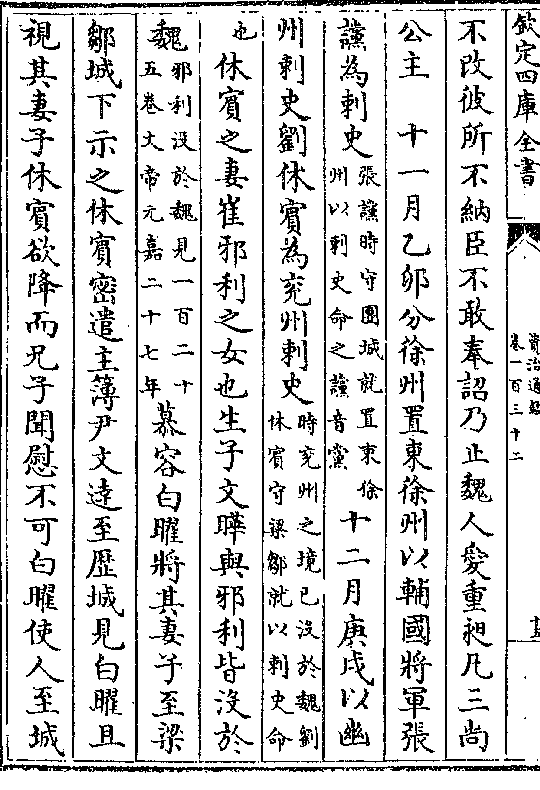 欽定四庫全書
資治通鑑
卷一百三十二
不改彼所不納臣不敢奉詔乃止魏人愛重昶凡三尚
公主　十一月乙卯分徐州置東徐州以輔國將軍張
讜為刺史張讜時守團城就置東徐州以刺史命之讜音黨十二月庚戌以幽
州刺史劉休賓為兖州刺史時兖州之境已没於魏劉休賓守梁鄒就以刺史命
也休賓之妻崔邪利之女也生子文曄與邪利皆没於
魏邪利没於魏見一百二十五卷文帝元嘉二十七年慕容白曜將其妻子至梁
鄒城下示之休賓密遣主簿尹文逹至歴城見白曜且
視其妻子休賓欲降而兄子聞慰不可白曜使人至城